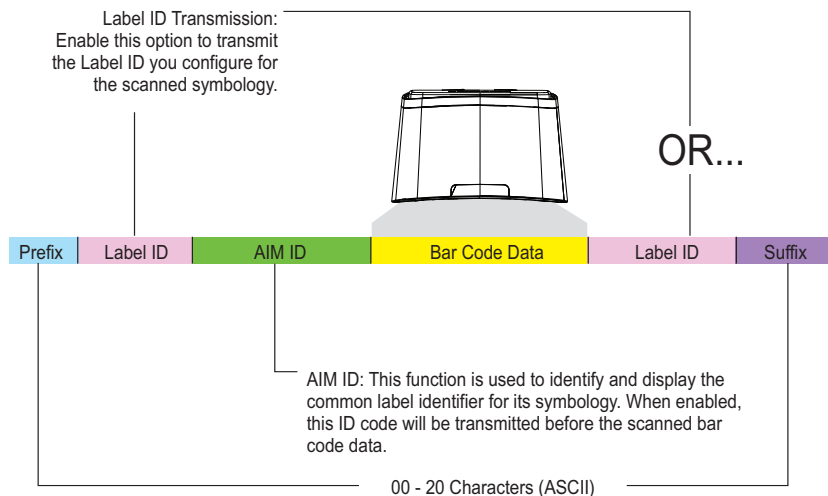 Label ID Transmission:
Enable this option to transmit
the Label ID you configure for
the scanned symbology.
OR...
Prefix Label ID AIM ID Bar Code Data Label ID Suffix
AIM ID: This function is used to identify and display the
common label identifier for its symbology. When enabled,
this ID code will be transmitted before the scanned bar
code data.
00 - 20 Characters (ASCII)